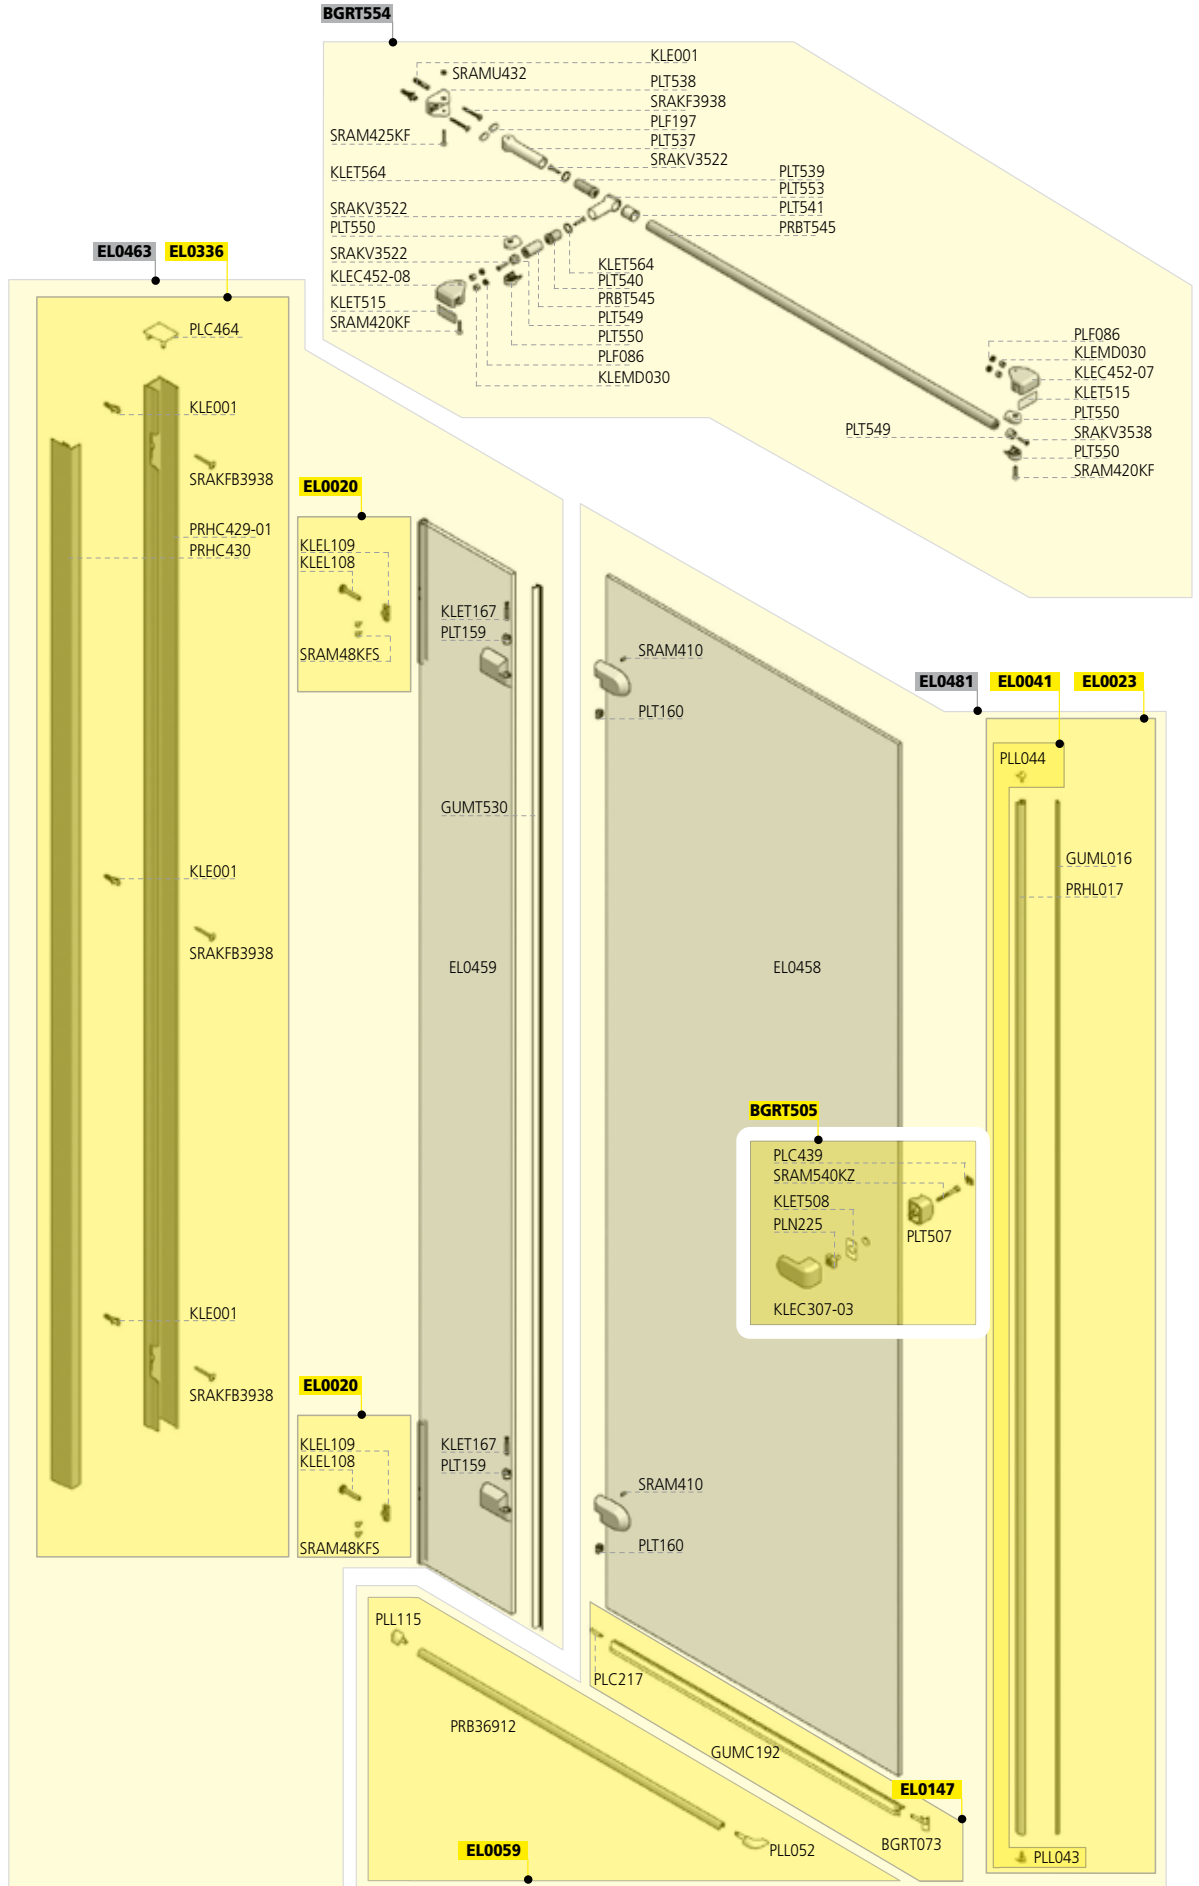 BGRT554
KLE001
SRAMU432
PLT538
SRAKF3938
PLF197
SRAM425KF
PLT537
SRAKV3522
KLET564
PLT539
PLT553
SRAKV3522
PLT541
PLT550
PRBT545
SRAKV3522
KLET564
KLEC452-08
PLT540
PRBT545
KLET515
PLT549
SRAM420KF
PLT550
PLF086
KLEMD030
PLF086
KLEMD030
KLEC452-07
KLET515
PLT550
PLT549
SRAKV3538
PLT550
SRAM420KF
EL0463
EL0336
PLC464
KLE001
SRAKFB3938
PRHC429-01
PRHC430
KLE001
SRAKFB3938
KLE001
SRAKFB3938
EL0020
KLEL109
KLEL108
SRAM48KFS
EL0020
KLEL109
KLEL108
SRAM48KFS
KLET167
PLT159
GUMT530
EL0459
KLET167
PLT159
SRAM410
PLT160
EL0458
SRAM410
PLT160
EL0481
EL0041
EL0023
PLL044
GUML016
PRHL017
PLL043
BGRT505
PLC439
SRAM540KZ
KLET508
PLN225
PLT507
KLEC307-03
PLL115
PRB36912
PLL052
EL0059
PLC217
GUMC192
EL0147
BGRT073